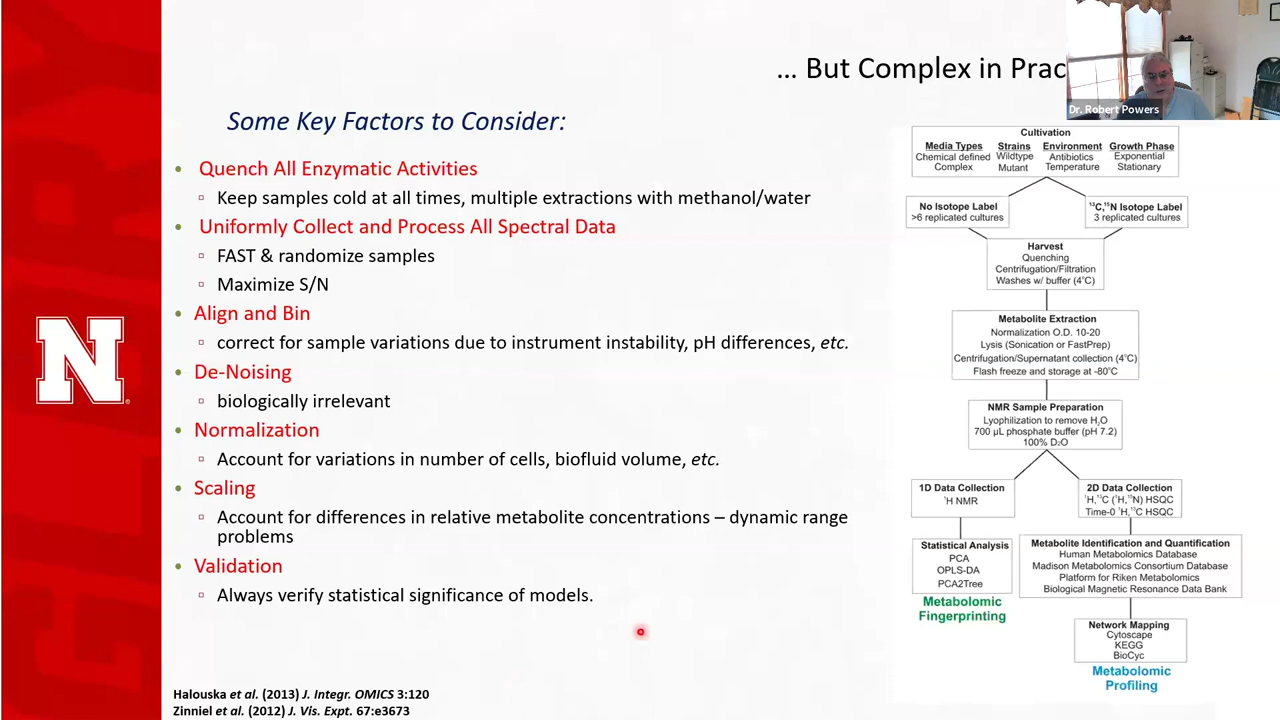 ... But Complex in Prac
Dr. Robert Powers
Some Key Factors to Consider:
• Quench All Enzymatic Activities
▫ Keep samples cold at all times, multiple extractions with methanol/water
• Uniformly Collect and Process All Spectral Data
▫ FAST & randomize samples
▫ Maximize S/N
• Align and Bin
▫ correct for sample variations due to instrument instability, pH differences, etc.
• De-Noising
▫ biologically irrelevant
• Normalization
▫ Account for variations in number of cells, biofluid volume, etc.
• Scaling
▫ Account for differences in relative metabolite concentrations – dynamic range
problems
• Validation
▫ Always verify statistical significance of models.
Halouska et al. (2013) J. Integr. OMICS 3:120
Zinniel et al. (2012) J. Vis. Expt. 67:e3673
N
Cultivation
Media Types Strains Environment Growth Phase
Chemical defined Wildtype Antibiotics Exponential
Complex Mutant Temperature Stationary
No Isotope Label
>6 replicated cultures
¹³C,¹⁵N Isotope Label
3 replicated cultures
Harvest
Quenching
Centrifugation/Filtration
Washes w/ buffer (4°C)
Metabolite Extraction
Normalization O.D. 10-20
Lysis (Sonication or FastPrep)
Centrifugation/Supernatant collection (4°C)
Flash freeze and storage at -80°C
NMR Sample Preparation
Lyophilization to remove H₂O
700 µL phosphate buffer (pH 7.2)
100% D₂O
1D Data Collection
¹H NMR
2D Data Collection
¹H,¹³C (¹H,¹⁵N) HSQC
Time-0 ¹H,¹³C HSQC
Statistical Analysis
PCA
OPLS-DA
PCA2Tree
Metabolomic
Fingerprinting
Metabolite Identification and Quantification
Human Metabolomics Database
Madison Metabolomics Consortium Database
Platform for Riken Metabolomics
Biological Magnetic Resonance Data Bank
Network Mapping
Cytoscape
KEGG
BioCyc
Metabolomic
Profiling